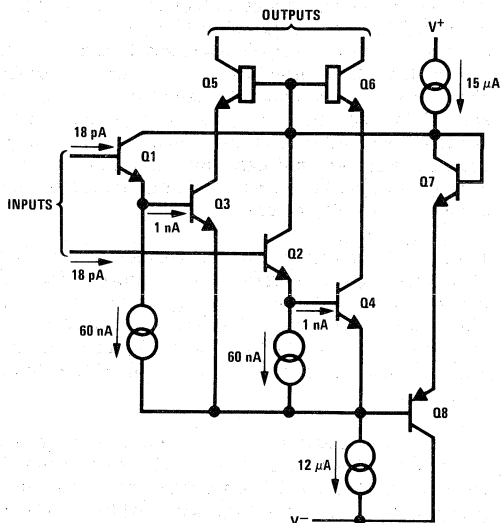 OUTPUTS
V+
Q5
Q6
15 μA
18 pA
Q1
Q7
Q3
INPUTS
1 nA
Q2
18 pA
Q4
1 nA
60 nA
60 nA
Q8
12 μA
V−